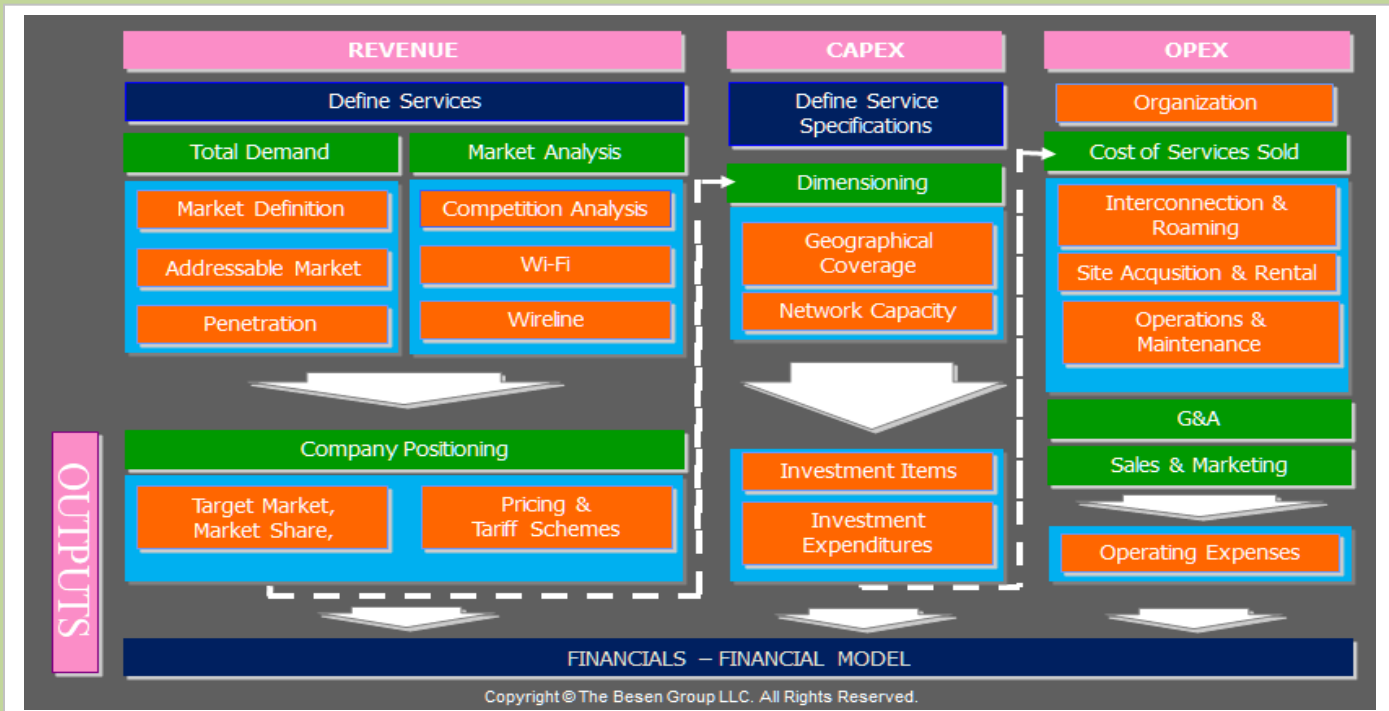 REVENUE
Define Services
Total Demand
Market Analysis
Market Definition
Addressable Market
Penetration
Competition Analysis
Wi-Fi
Wireline
Company Positioning
Target Market,
Market Share,
Pricing &
Tariff Schemes
CAPEX
Define Service
Specifications
Dimensioning
Geographical
Coverage
Network Capacity
Investment Items
Investment
Expenditures
OPEX
Organization
Cost of Services Sold
Interconnection &
Roaming
Site Acqusition & Rental
Operations &
Maintenance
G&A
Sales & Marketing
Operating Expenses
OUTPUTS
FINANCIALS – FINANCIAL MODEL
Copyright © The Besen Group LLC. All Rights Reserved.